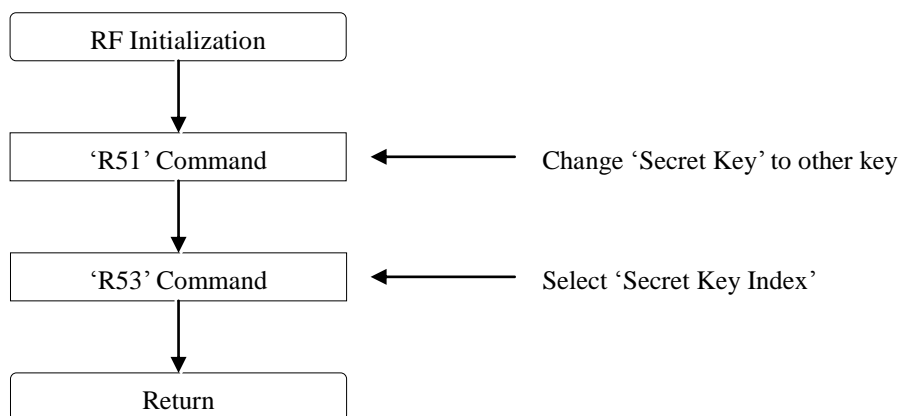 RF Initialization
‘R51’ Command
Change ‘Secret Key’ to other key
‘R53’ Command
Select ‘Secret Key Index’
Return